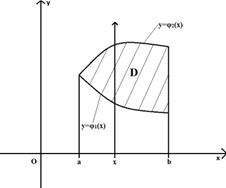 y
y=φ₂(x)
D
y=φ₁(x)
O a x b x